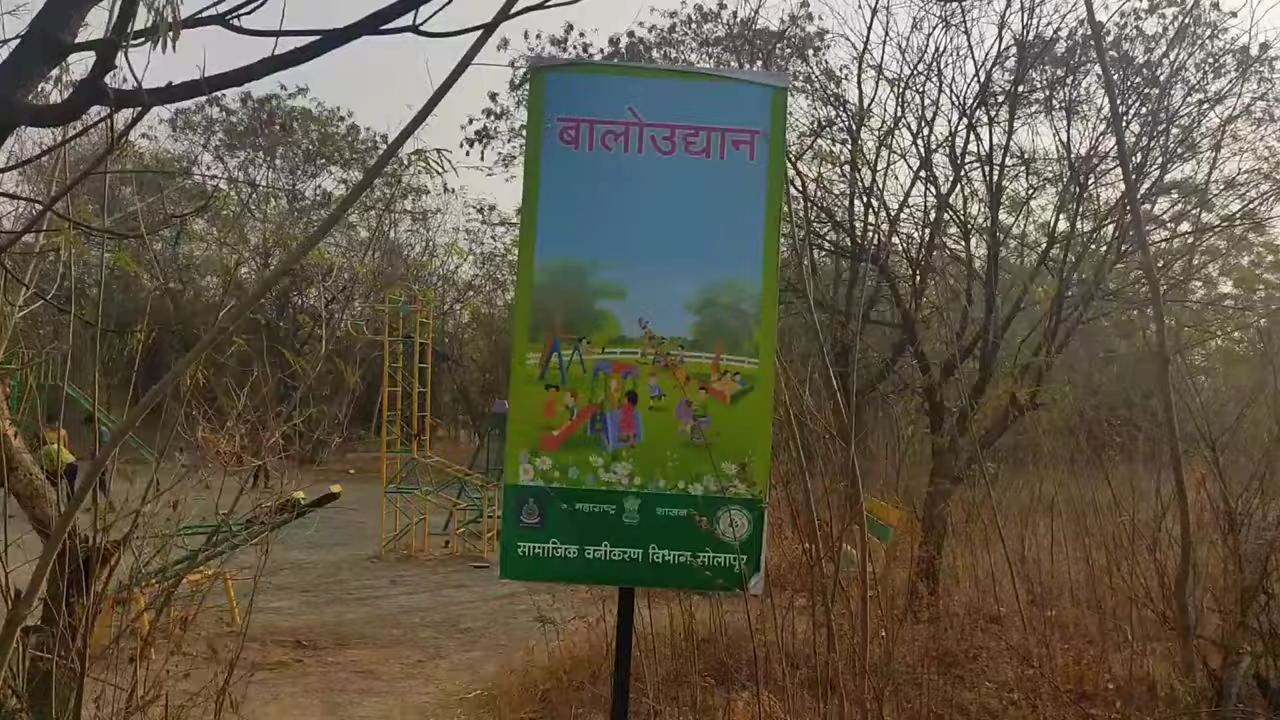 बालोउद्यान
महाराष्ट्र शासन
सामाजिक वनीकरण विभाग सोलापूर